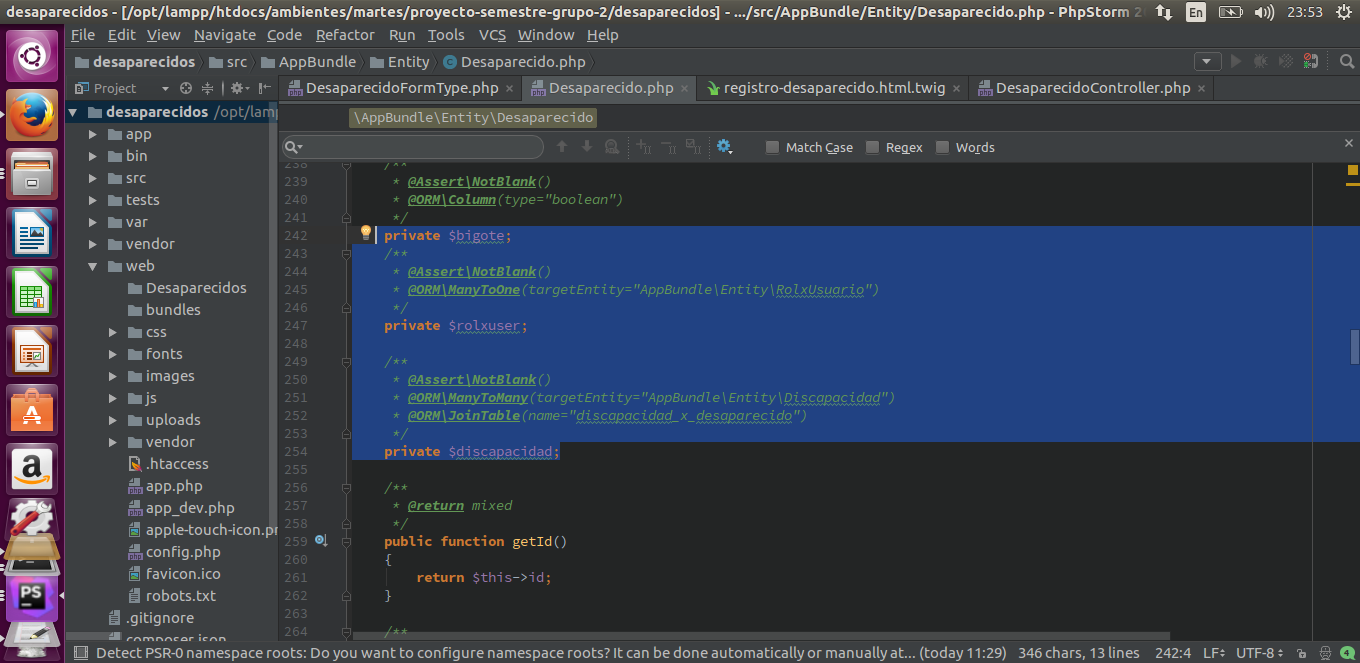 desaparecidos - [/opt/lampp/htdocs/ambientes/martes/proyecto-semestre-grupo-2/desaparecidos] - .../src/AppBundle/Entity/Desaparecido.php - PhpStorm 2 En 23:53
File Edit View Navigate Code Refactor Run Tools VCS Window Help
desaparecidos src AppBundle Entity Desaparecido.php
Project
DesaparecidoFormType.php Desaparecido.php registro-desaparecido.html.twig DesaparecidoController.php
desaparecidos /opt/lamp
app
bin
src
tests
var
vendor
web
Desaparecidos
bundles
css
fonts
images
js
uploads
vendor
.htaccess
app.php
app_dev.php
apple-touch-icon.pn
config.php
favicon.ico
robots.txt
.gitignore
composer.json
\AppBundle\Entity\Desaparecido
Match Case Regex Words
238 /**
239 * @Assert\NotBlank()
240 * @ORM\Column(type="boolean")
241 */
242 private $bigote;
243 /**
244 * @Assert\NotBlank()
245 * @ORM\ManyToOne(targetEntity="AppBundle\Entity\RolxUsuario")
246 */
247 private $rolxuser;
248
249 /**
250 * @Assert\NotBlank()
251 * @ORM\ManyToMany(targetEntity="AppBundle\Entity\Discapacidad")
252 * @ORM\JoinTable(name="discapacidad_x_desaparecido")
253 */
254 private $discapacidad;
255
256 /**
257 * @return mixed
258 */
259 public function getId()
260 {
261 return $this->id;
262 }
263
264 /**
Detect PSR-0 namespace roots: Do you want to configure namespace roots? It can be done automatically or manually at... (today 11:29) 346 chars, 13 lines 242:4 LF UTF-8 4